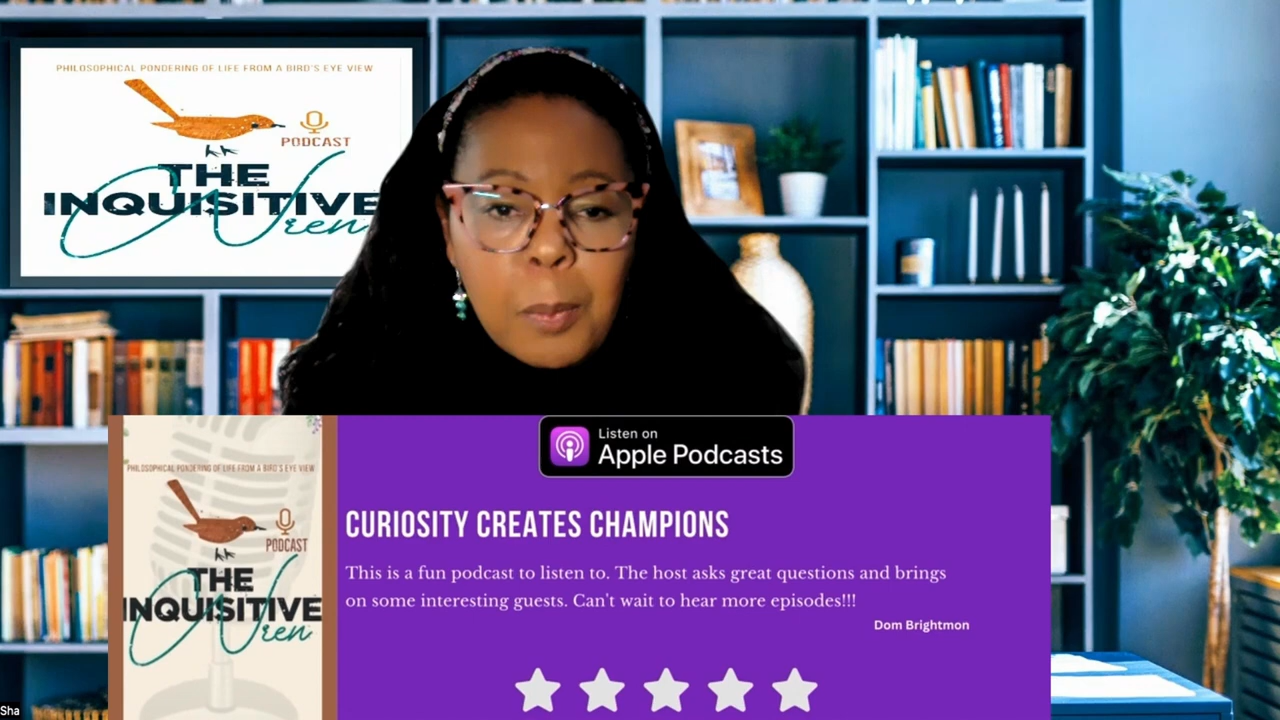 PHILOSOPHICAL PONDERING OF LIFE FROM A BIRD'S EYE VIEW
PODCAST
THE
INQUISITIVE
Wren
Listen on
Apple Podcasts
PHILOSOPHICAL PONDERING OF LIFE FROM A BIRD'S EYE VIEW
PODCAST
THE
INQUISITIVE
Wren
CURIOSITY CREATES CHAMPIONS
This is a fun podcast to listen to. The host asks great questions and brings
on some interesting guests. Can't wait to hear more episodes!!!
Dom Brightmon
Sha